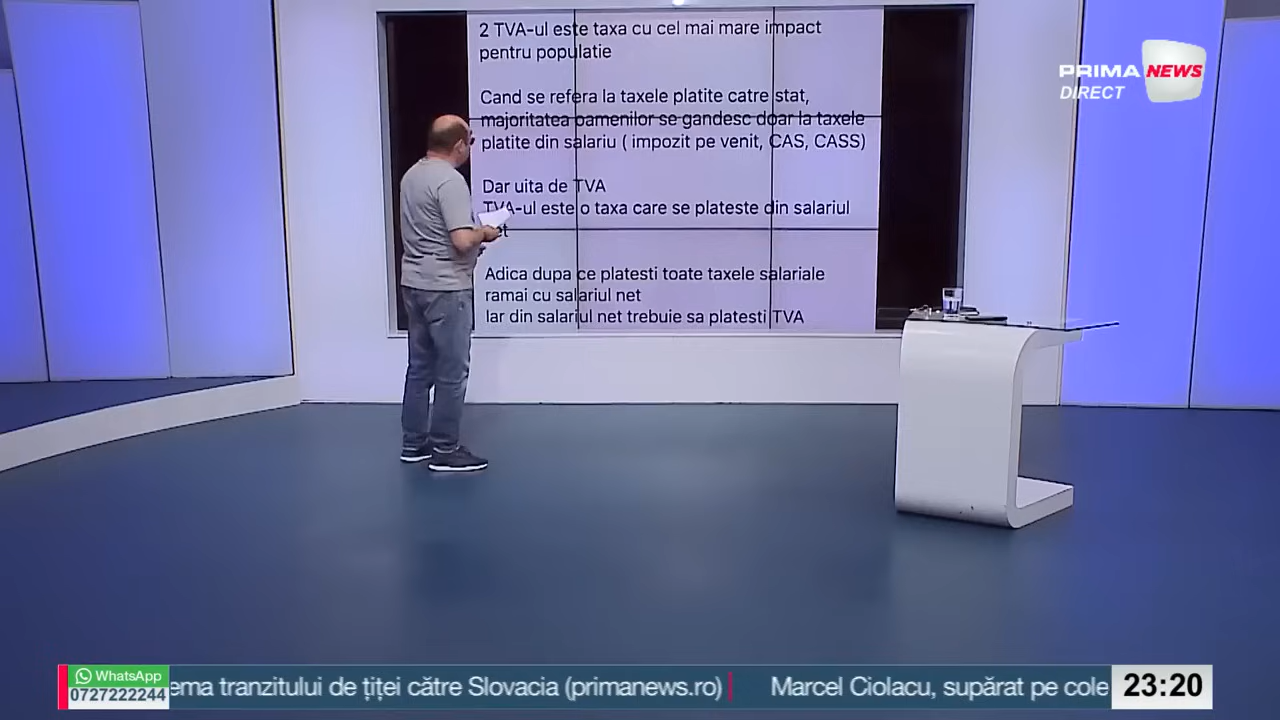 2 TVA-ul este taxa cu cel mai mare impact
pentru populatie
Cand se refera la taxele platite catre stat,
majoritatea oamenilor se gandesc doar la taxele
platite din salariu ( impozit pe venit, CAS, CASS)
Dar uita de TVA
TVA-ul este o taxa care se plateste din salariul
Adica dupa ce platesti toate taxele salariale
ramai cu salariul net
Iar din salariul net trebuie sa platesti TVA
PRIMA NEWS
DIRECT
WhatsApp
0727222244
ema tranzitului de țiței către Slovacia (primanews.ro)
Marcel Ciolacu, supărat pe cole
23:20